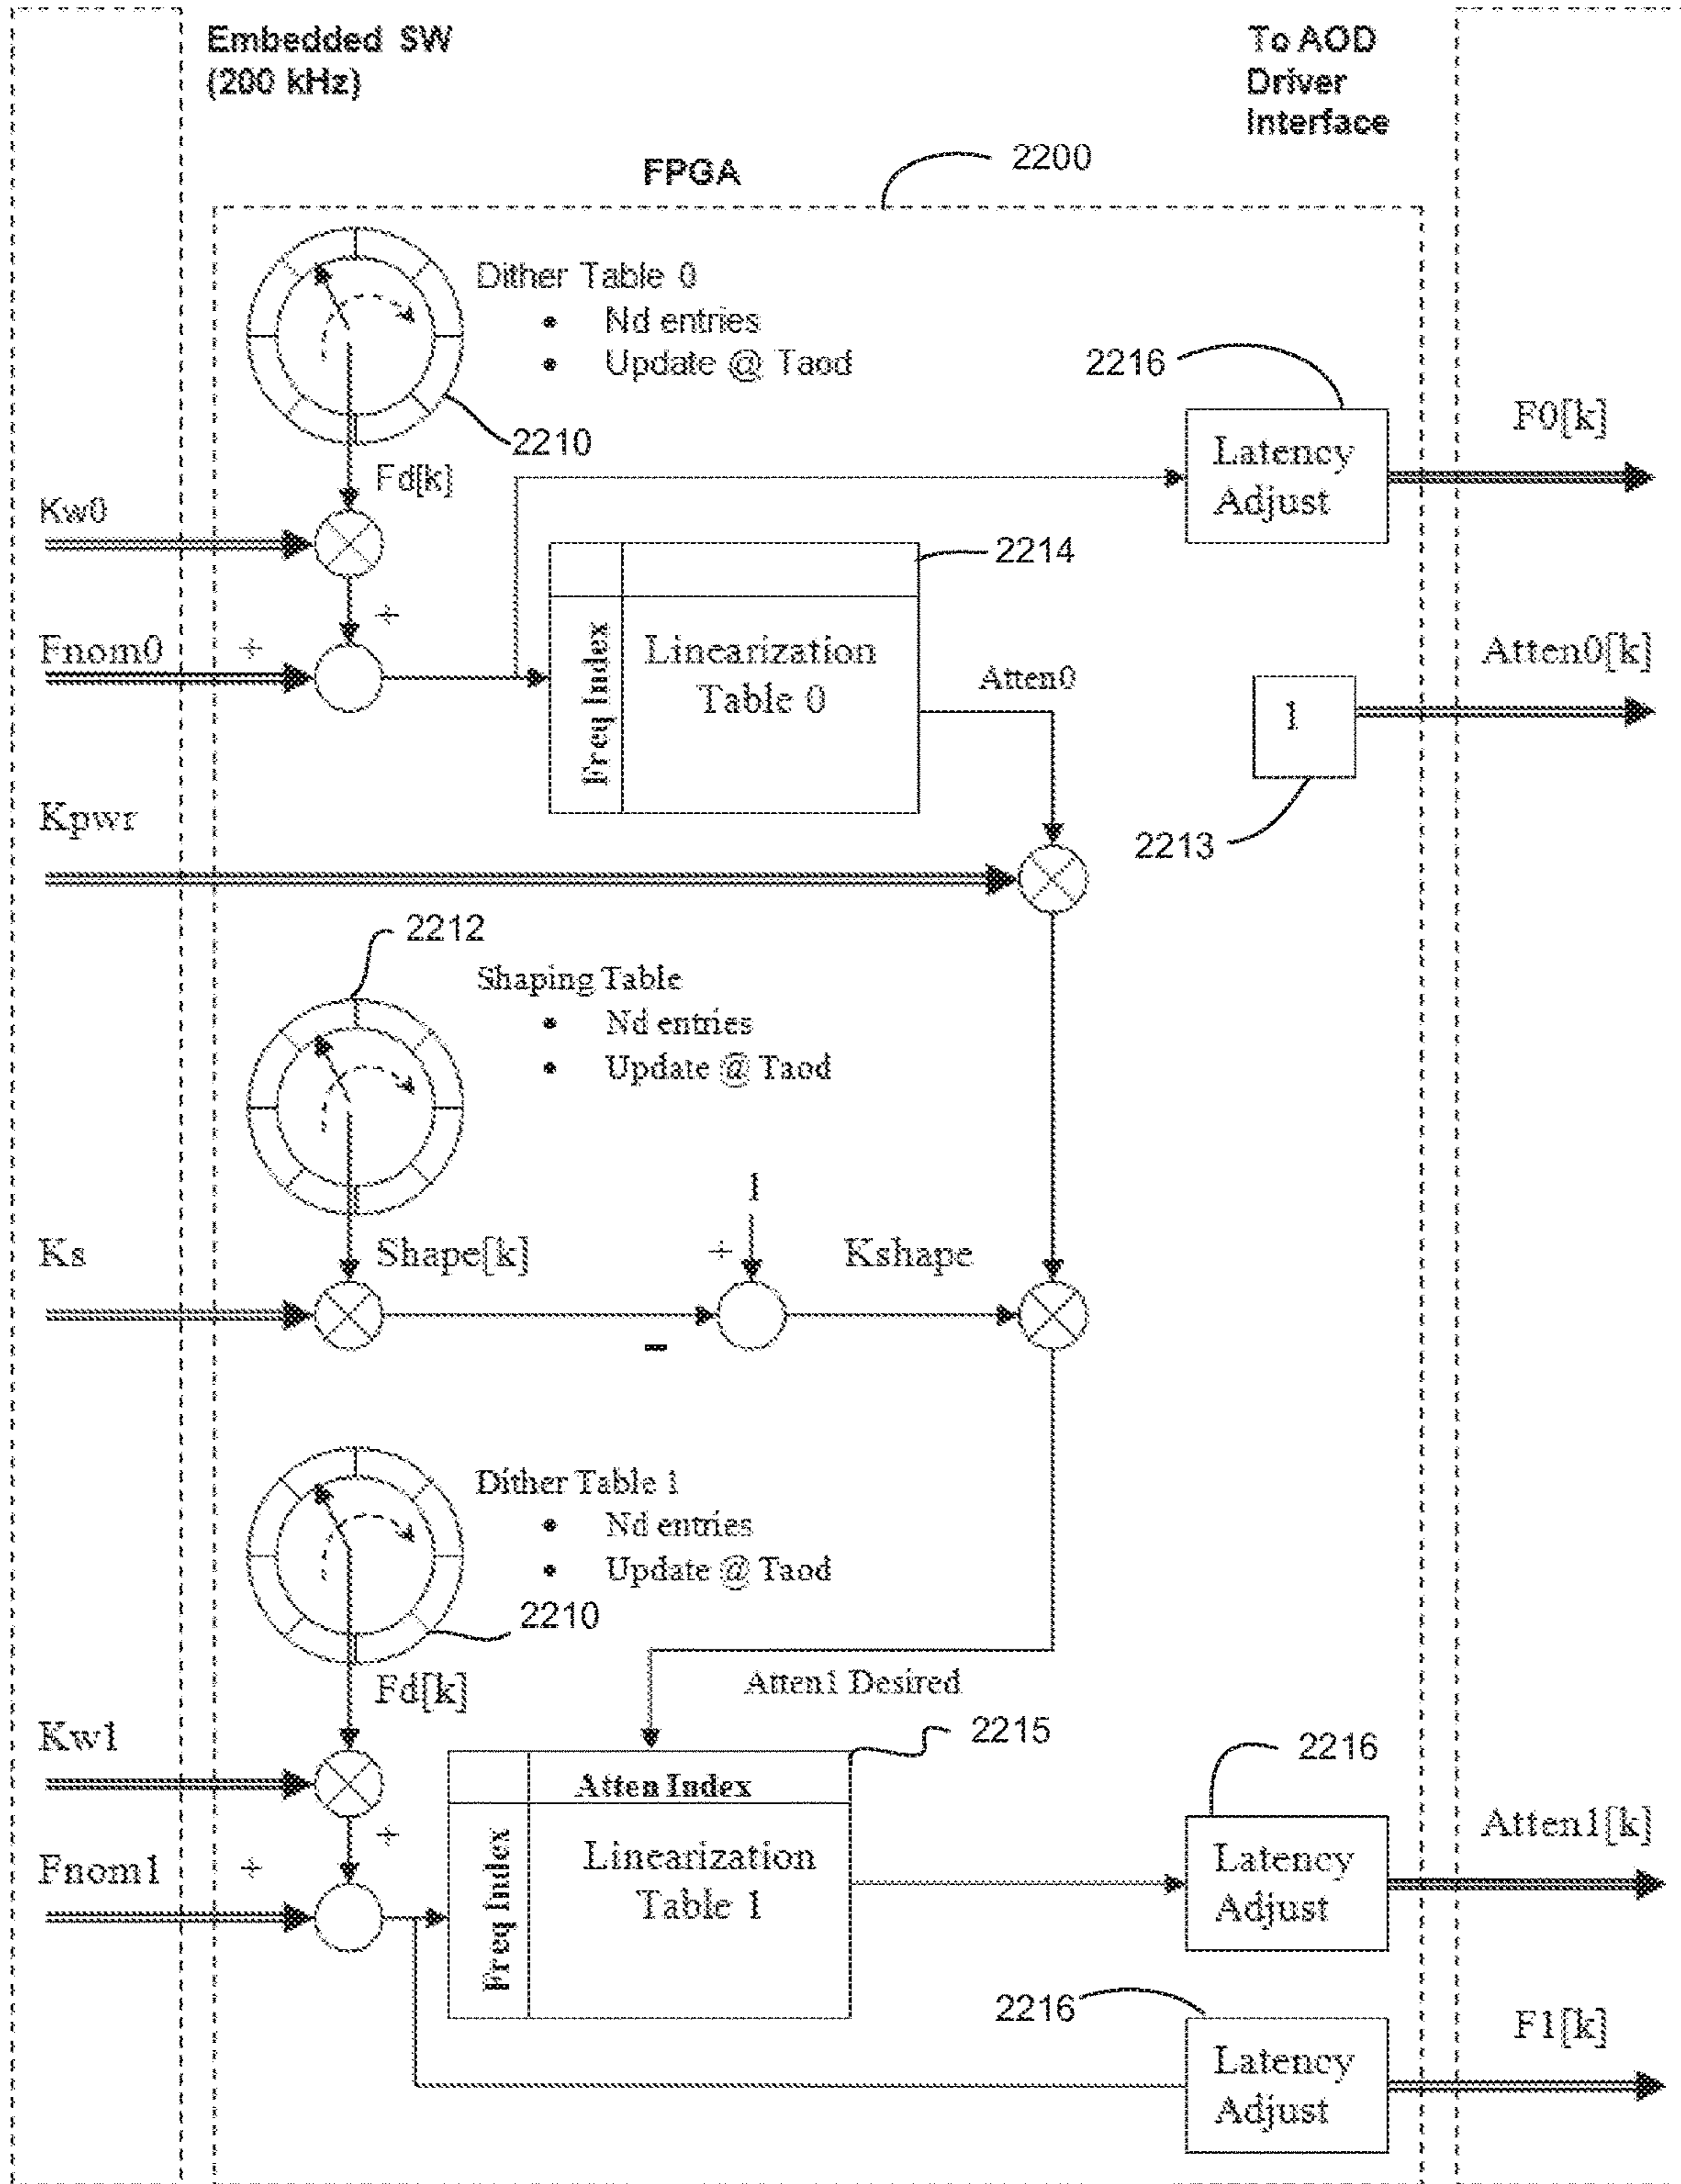 Embedded SW
(200 kHz)
To AOD
Driver
Interface
FPGA
2200
Dither Table 0
• Nd entries
• Update @ Taod
2210
2216
Latency
Adjust
F0[k]
Fd[k]
Kw0
+
2214
Fnom0
+
Freq Index
Linearization
Table 0
Atten0
Atten0[k]
1
2213
Kpwr
2212
Shaping Table
• Nd entries
• Update @ Taod
1
Ks
Shape[k]
+
Kshape
-
Dither Table 1
• Nd entries
• Update @ Taod
2210
Fd[k]
Atten1 Desired
Kw1
2215
2216
Atten Index
+
Fnom1
+
Freq Index
Linearization
Table 1
Latency
Adjust
Atten1[k]
2216
Latency
Adjust
F1[k]